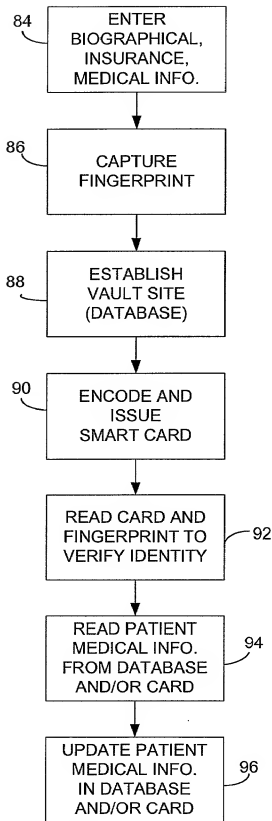 84
ENTER
BIOGRAPHICAL,
INSURANCE,
MEDICAL INFO.
86
CAPTURE
FINGERPRINT
88
ESTABLISH
VAULT SITE
(DATABASE)
90
ENCODE AND
ISSUE
SMART CARD
READ CARD AND
FINGERPRINT TO
VERIFY IDENTITY
92
READ PATIENT
MEDICAL INFO.
FROM DATABASE
AND/OR CARD
94
UPDATE PATIENT
MEDICAL INFO.
IN DATABASE
AND/OR CARD
96